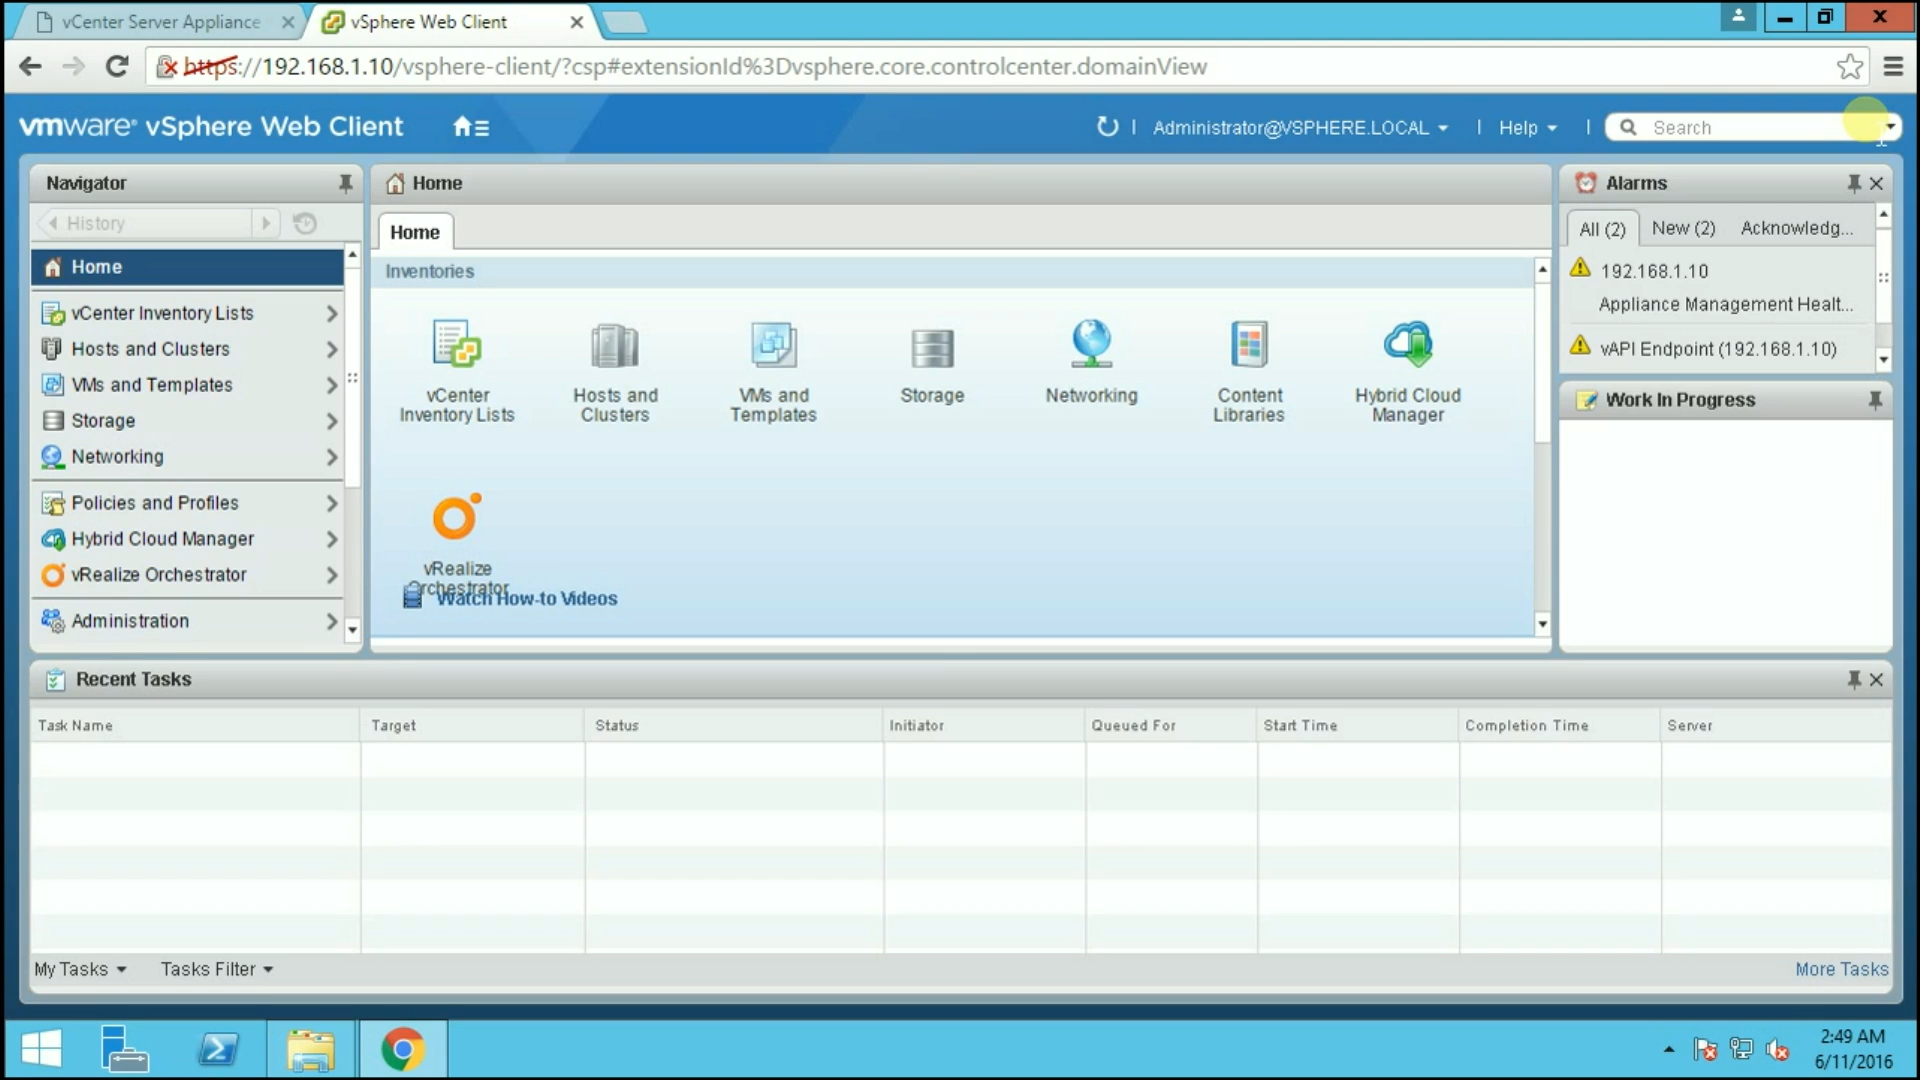 vCenter Server Appliance
vSphere Web Client
https://192.168.1.10/vsphere-client/?csp#extensionId%3Dvsphere.core.controlcenter.domainView
vmware® vSphere Web Client
Administrator@VSPHERE.LOCAL
Help
Search
Navigator
History
Home
vCenter Inventory Lists
Hosts and Clusters
VMs and Templates
Storage
Networking
Policies and Profiles
Hybrid Cloud Manager
vRealize Orchestrator
Administration
Home
Home
Inventories
vCenter
Inventory Lists
Hosts and
Clusters
VMs and
Templates
Storage
Networking
Content
Libraries
Hybrid Cloud
Manager
vRealize
Orchestrator
Watch How-to Videos
Alarms
All (2)
New (2)
Acknowledg...
192.168.1.10
Appliance Management Healt...
vAPI Endpoint (192.168.1.10)
Work In Progress
Recent Tasks
Task Name
Target
Status
Initiator
Queued For
Start Time
Completion Time
Server
My Tasks
Tasks Filter
More Tasks
2:49 AM
6/11/2016